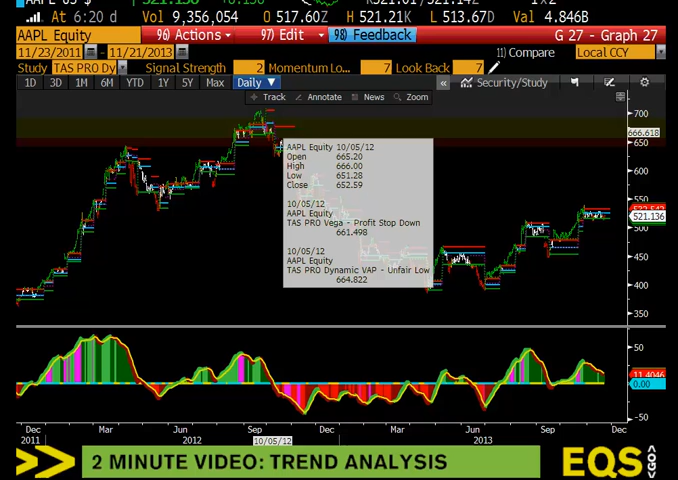 At 6:20 d Vol 9,356,054 O 517.60Z H 521.21K L 513.67D Val 4.846B
AAPL Equity 96) Actions 97) Edit 98) Feedback G 27 - Graph 27
11/23/2011 - 11/21/2013 11) Compare Local CCY
Study TAS PRO Dy Signal Strength 2 Momentum Lo... 7 Look Back 7
1D 3D 1M 6M YTD 1Y 5Y Max Daily ▼ « Security/Study
Track Annotate News Zoom
700
666.618
650
600
550
521.136
500
450
400
350
AAPL Equity 10/05/12
Open 665.20
High 666.00
Low 651.28
Close 652.59
10/05/12
AAPL Equity
TAS PRO Vega - Profit Stop Down
661.498
10/05/12
AAPL Equity
TAS PRO Dynamic VAP - Unfair Low
664.822
50
11.4046
0.00
-50
Dec Mar Jun Sep Dec Mar Jun Sep Dec
2011 2012 10/05/12 2013
2 MINUTE VIDEO: TREND ANALYSIS
EQS <GO>